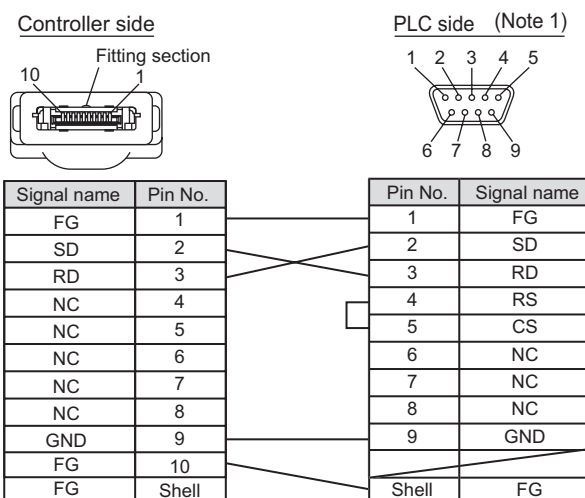 Controller side
Fitting section
10 1
Signal name Pin No.
FG 1
SD 2
RD 3
NC 4
NC 5
NC 6
NC 7
NC 8
GND 9
FG 10
FG Shell
PLC side (Note 1)
1 2 3 4 5
6 7 8 9
Pin No. Signal name
1 FG
2 SD
3 RD
4 RS
5 CS
6 NC
7 NC
8 NC
9 GND
Shell FG